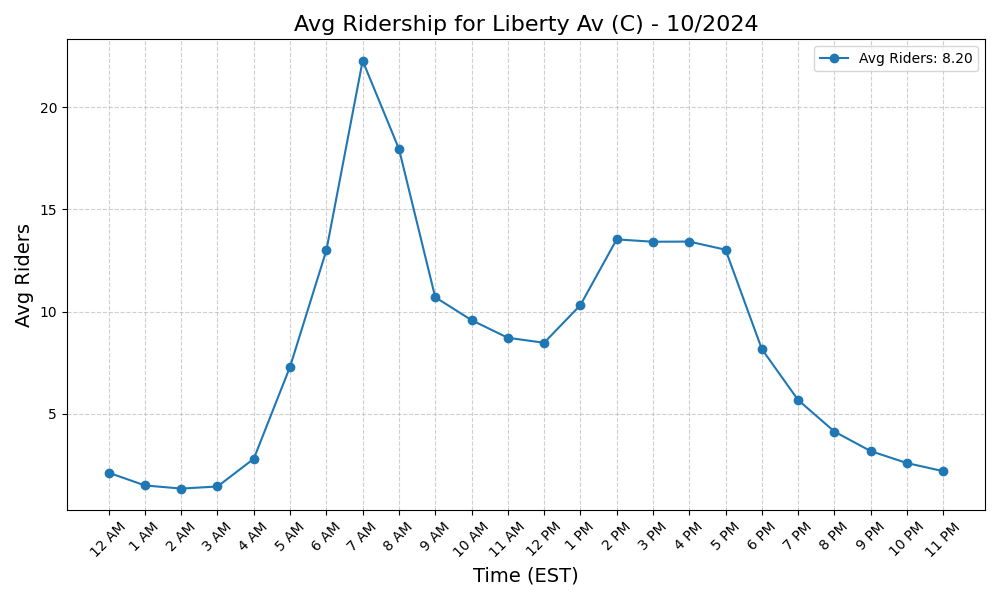 Avg Ridership for Liberty Av (C) - 10/2024
Avg Riders: 8.20
Avg Riders
20
15
10
5
12 AM
1 AM
2 AM
3 AM
4 AM
5 AM
6 AM
7 AM
8 AM
9 AM
10 AM
11 AM
12 PM
1 PM
2 PM
3 PM
4 PM
5 PM
6 PM
7 PM
8 PM
9 PM
10 PM
11 PM
Time (EST)